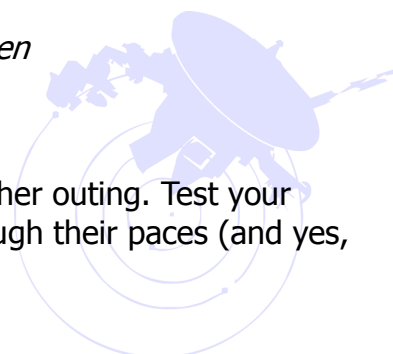 en
her outing. Test your
ugh their paces (and yes,